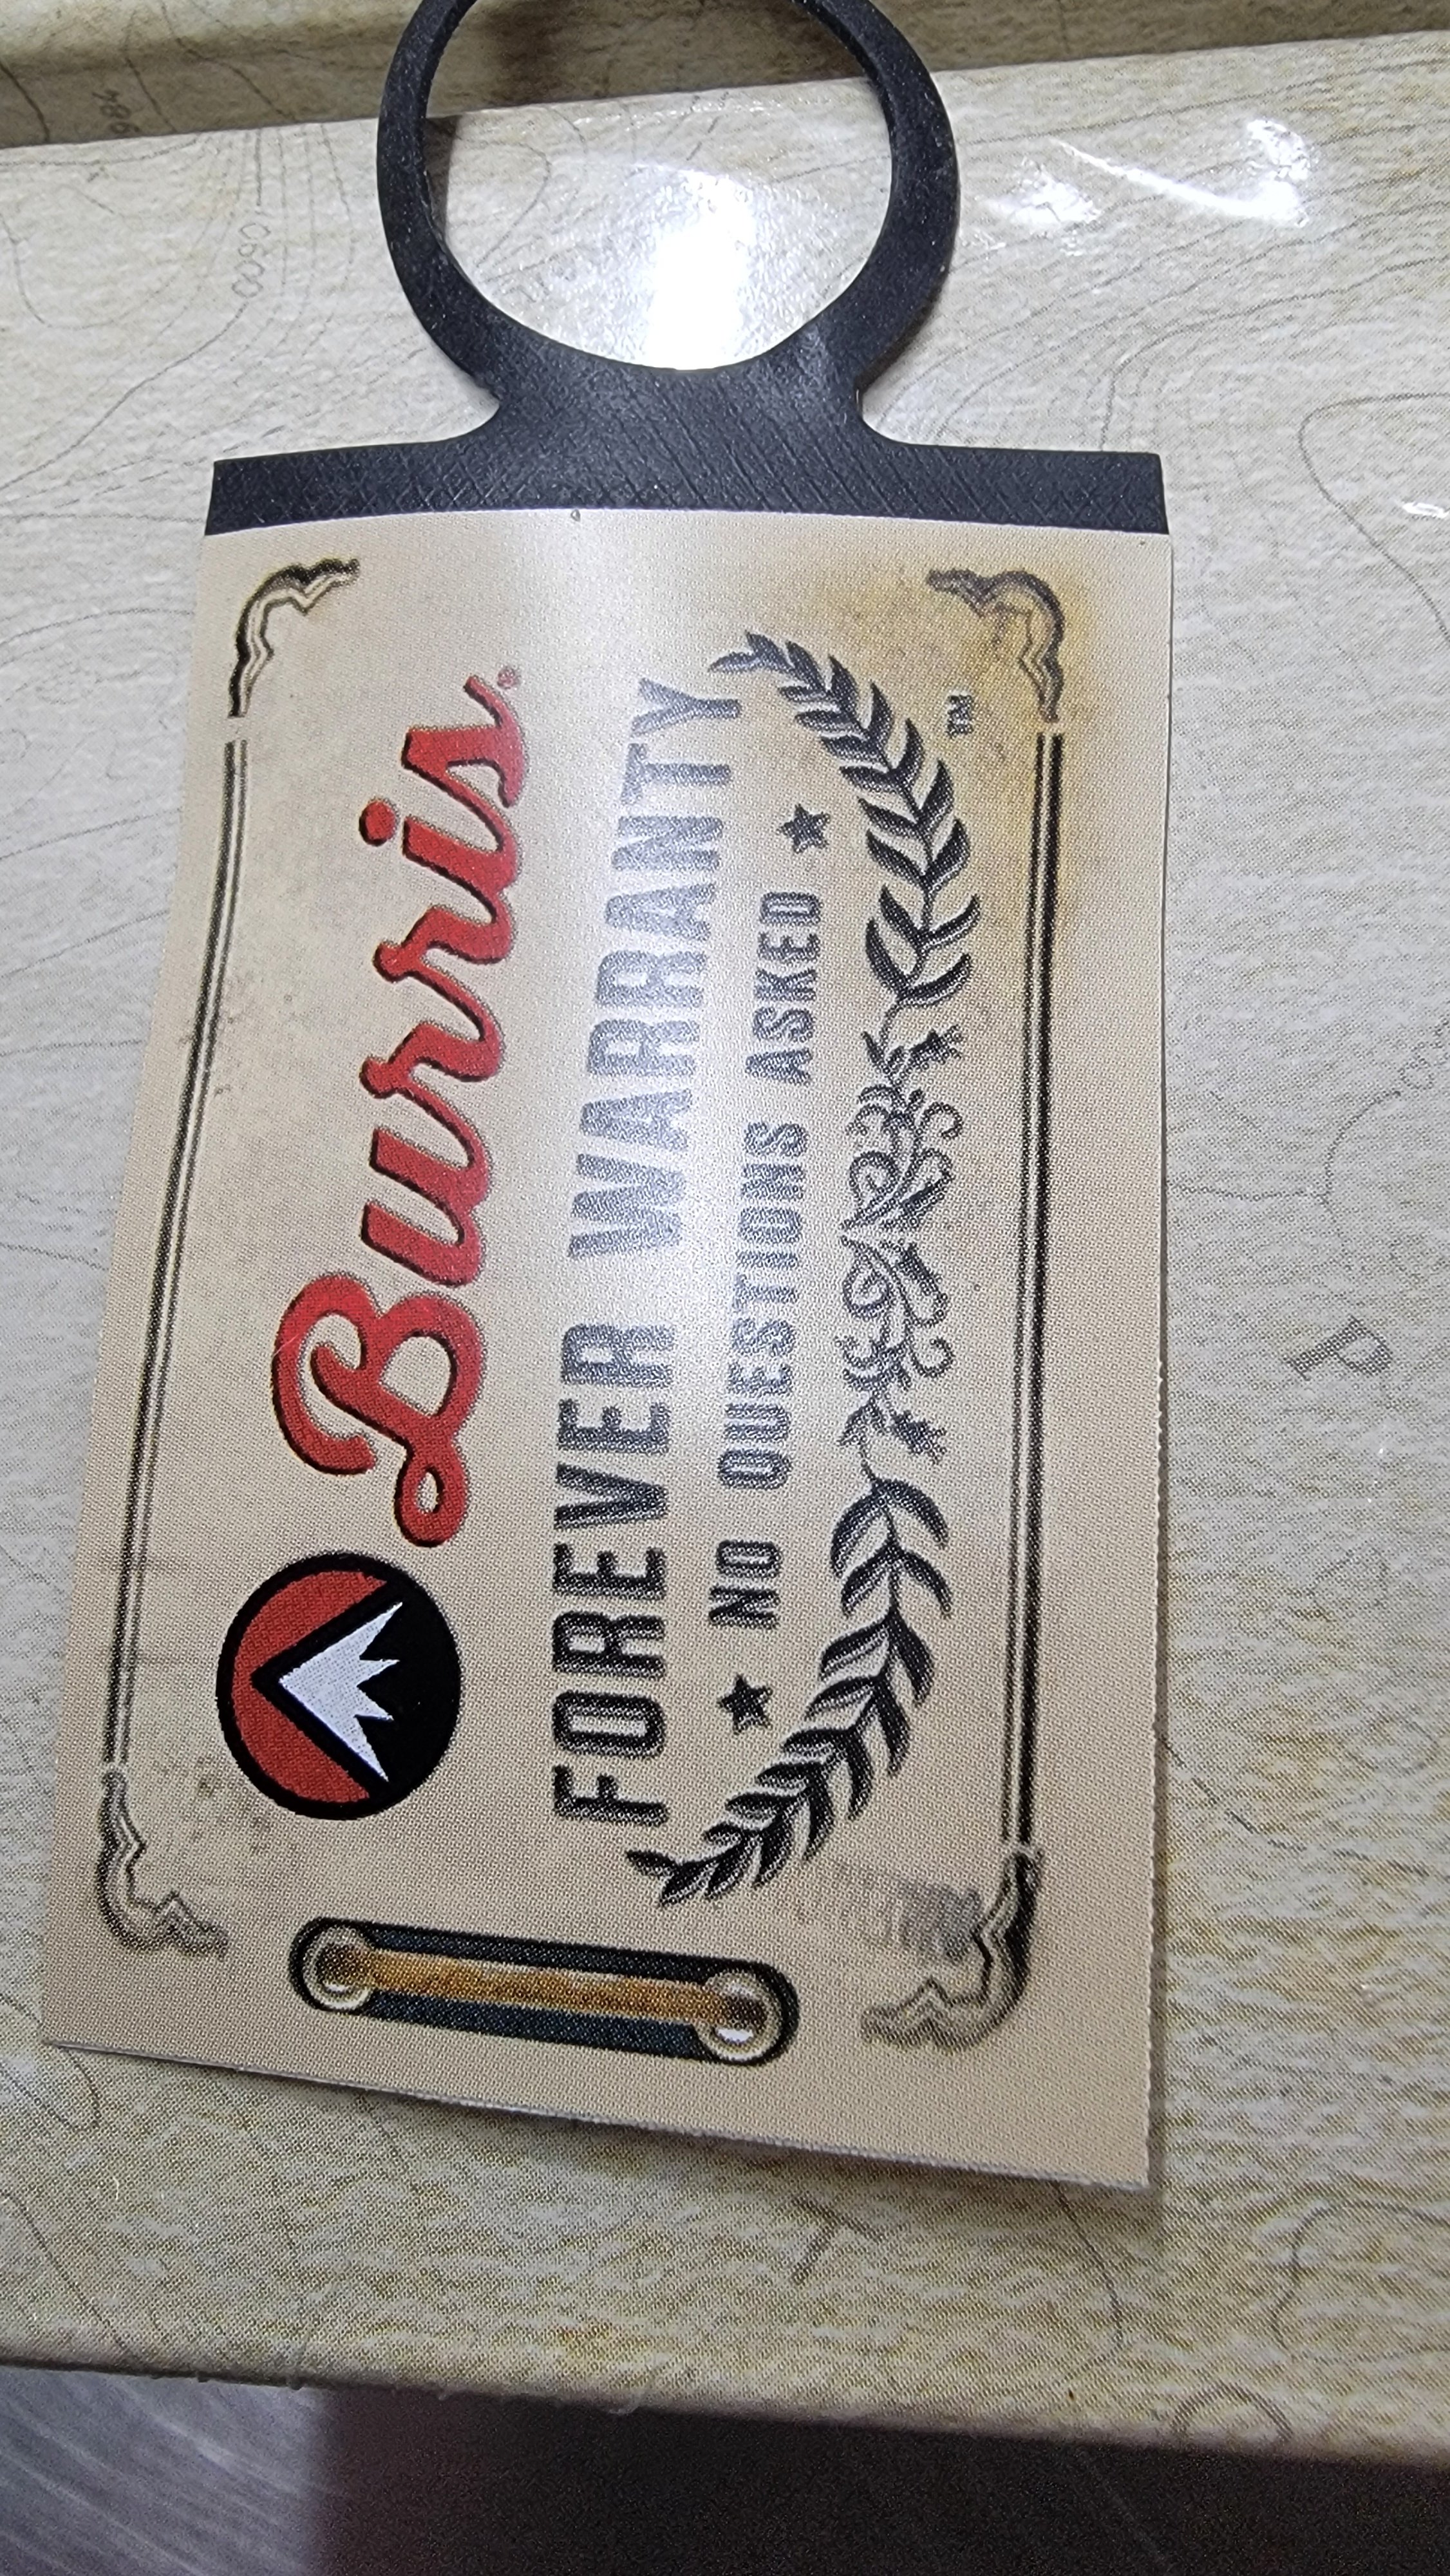 Burris®
FOREVER WARRANTY
★ NO QUESTIONS ASKED ★
P